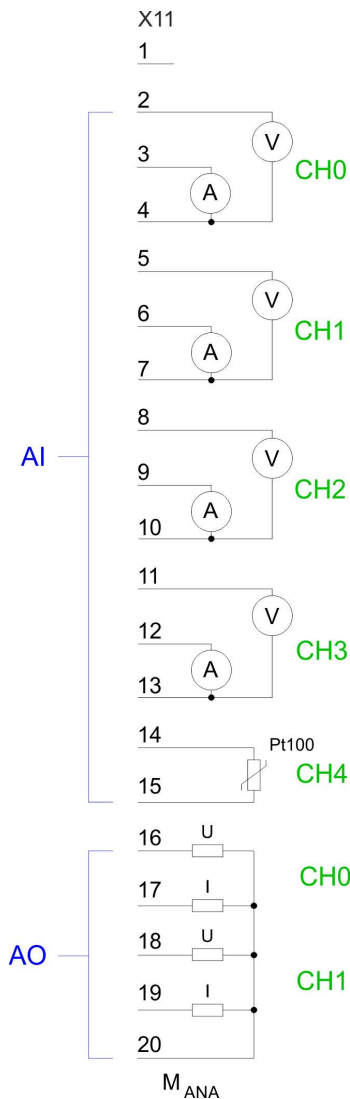 X11
1
2
V
CH0
3
A
4
5
V
CH1
6
A
7
8
V
AI
CH2
9
A
10
11
V
CH3
12
A
13
14
Pt100
CH4
15
16
U
CH0
17
I
18
U
AO
CH1
19
I
20
M ANA